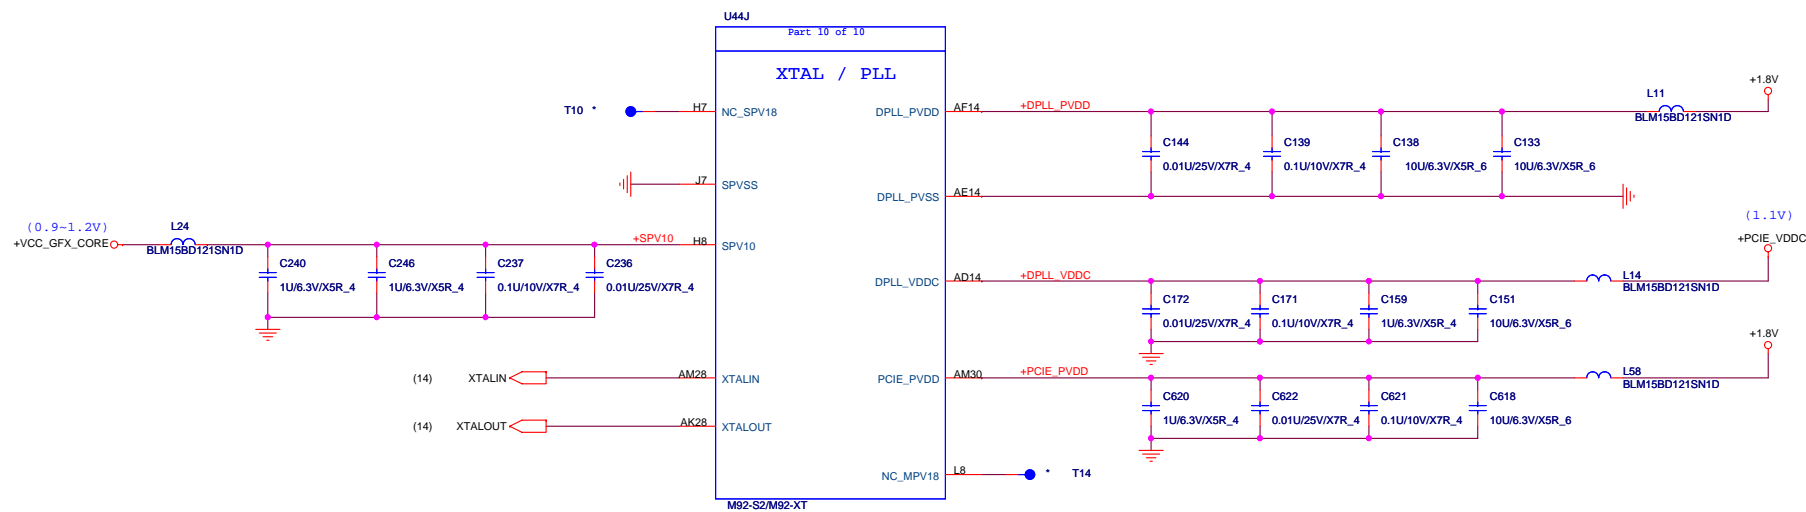 U44J
Part 10 of 10
XTAL / PLL
T10 *
H7
NC_SPV18
J7
SPVSS
(0.9~1.2V)
+VCC_GFX_CORE
L24
BLM15BD121SN1D
+SPV10
H8
SPV10
C240
1U/6.3V/X5R_4
C246
1U/6.3V/X5R_4
C237
0.1U/10V/X7R_4
C236
0.01U/25V/X7R_4
(14) XTALIN
AM28
XTALIN
(14) XTALOUT
AK28
XTALOUT
DPLL_PVDD
AF14
+DPLL_PVDD
L11
BLM15BD121SN1D
+1.8V
C144
0.01U/25V/X7R_4
C139
0.1U/10V/X7R_4
C138
10U/6.3V/X5R_6
C133
10U/6.3V/X5R_6
DPLL_PVSS
AE14
(1.1V)
+PCIE_VDDC
DPLL_VDDC
AD14
+DPLL_VDDC
L14
BLM15BD121SN1D
C172
0.01U/25V/X7R_4
C171
0.1U/10V/X7R_4
C159
1U/6.3V/X5R_4
C151
10U/6.3V/X5R_6
+1.8V
PCIE_PVDD
AM30
+PCIE_PVDD
L58
BLM15BD121SN1D
C620
1U/6.3V/X5R_4
C622
0.01U/25V/X7R_4
C621
0.1U/10V/X7R_4
C618
10U/6.3V/X5R_6
NC_MPV18
L8
* T14
M92-S2/M92-XT